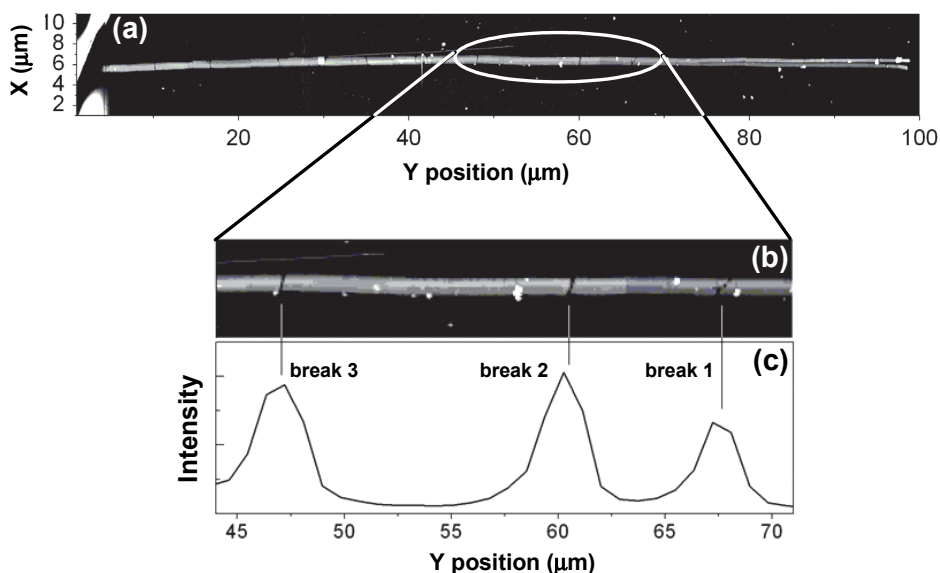 (a)
X (μm)
10
8
6
4
2
20 40 60 80 100
Y position (μm)
(b)
(c)
break 3 break 2 break 1
Intensity
45 50 55 60 65 70
Y position (μm)